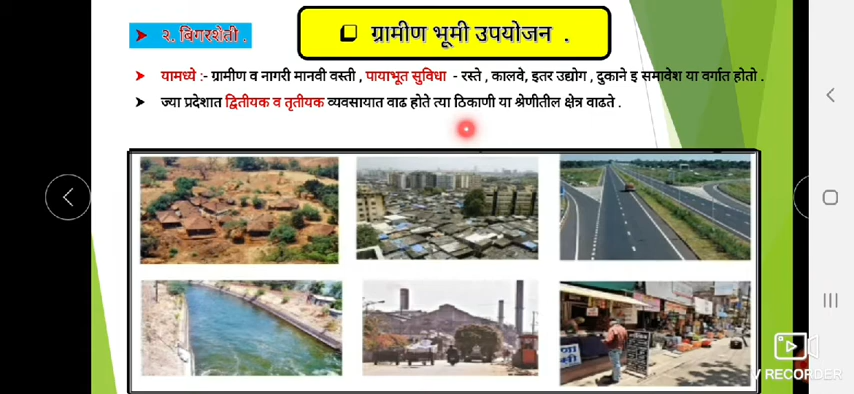 ➤ २. बिगरशेती .
❑ ग्रामीण भूमी उपयोजन .
➤ यामध्ये :- ग्रामीण व नागरी मानवी वस्ती , पायाभूत सुविधा - रस्ते , कालवे, इतर उद्योग , दुकाने इ समावेश या वर्गात होतो .
➤ ज्या प्रदेशात द्वितीयक व तृतीयक व्यवसायात वाढ होते त्या ठिकाणी या श्रेणीतील क्षेत्र वाढते .
V RECORDER